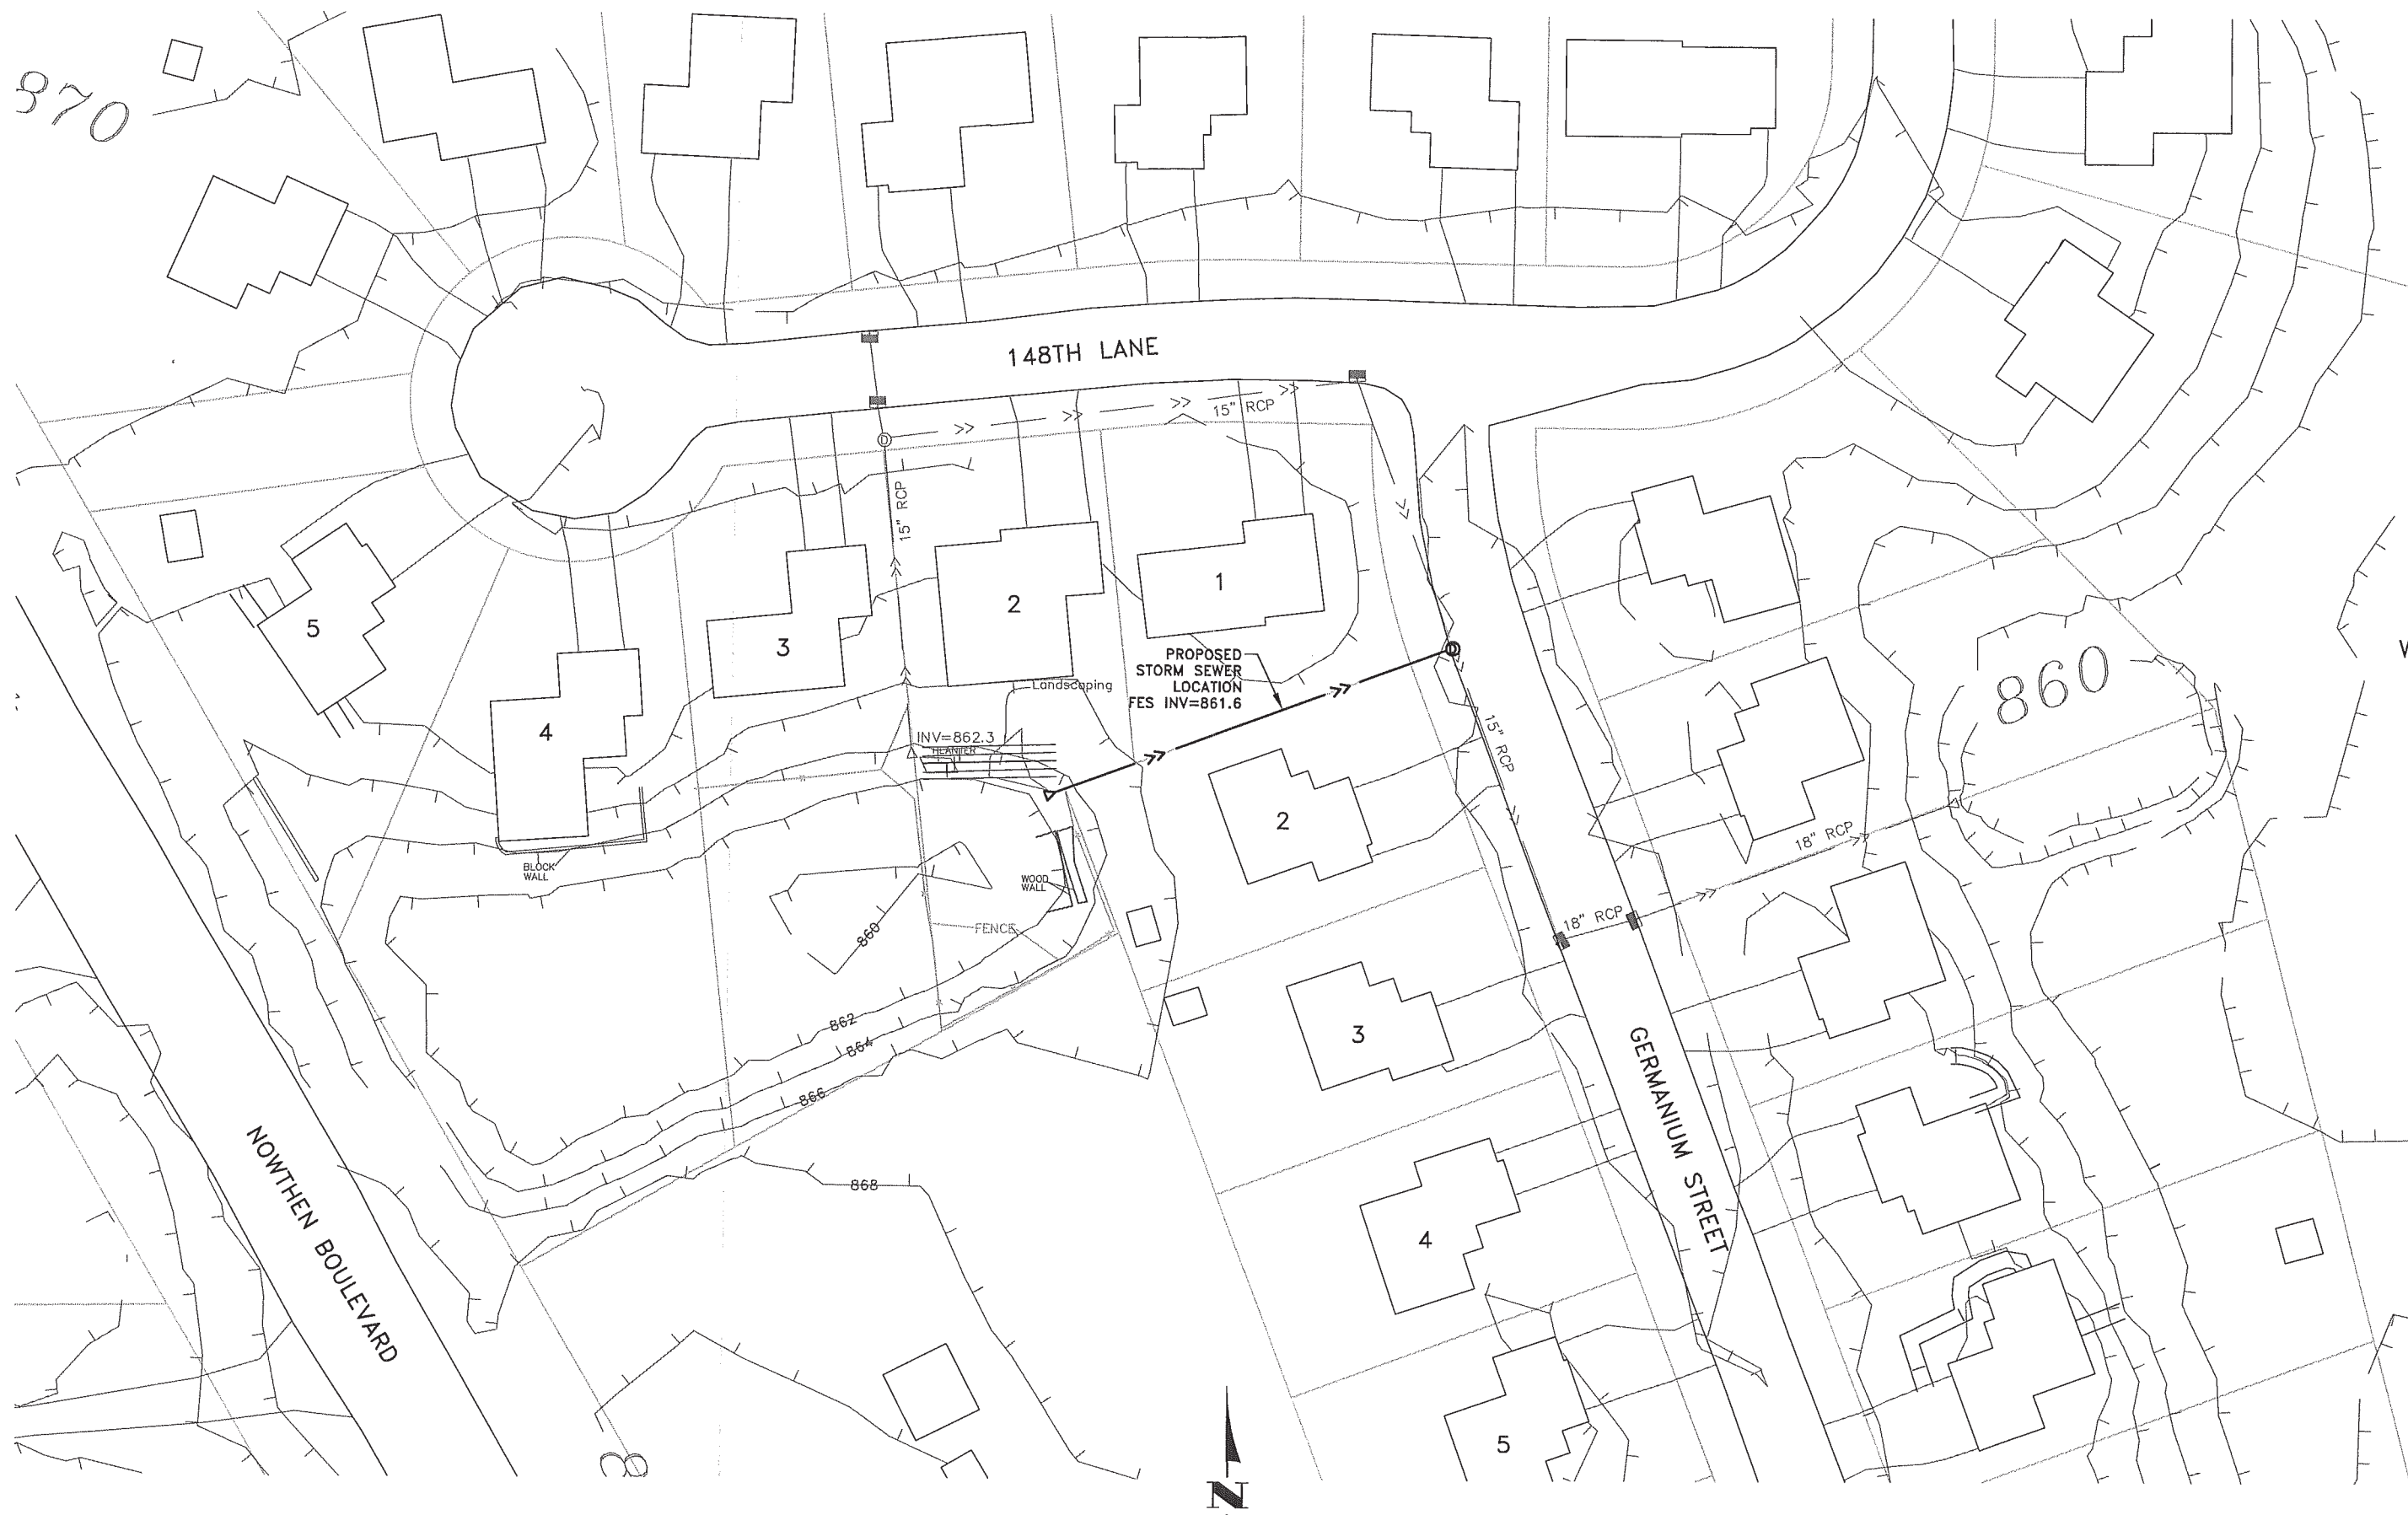 870
148TH LANE
15" RCP
15" RCP
5
4
3
2
1
PROPOSED
STORM SEWER
LOCATION
FES INV=861.6
Landscaping
INV=862.3
PLANTER
BLOCK
WALL
WOOD
WALL
FENCE
860
862
864
866
868
2
3
4
5
15" RCP
18" RCP
18" RCP
860
GERMANIUM STREET
NOWTHEN BOULEVARD
N